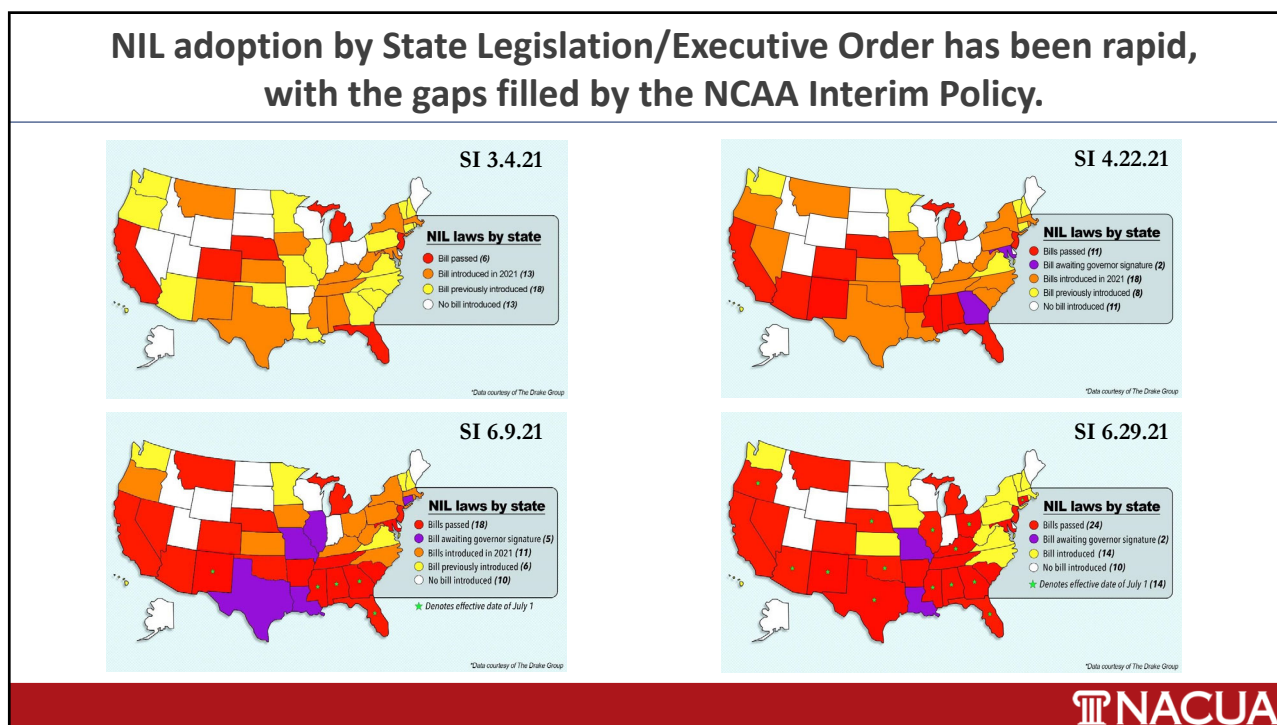 NIL adoption by State Legislation/Executive Order has been rapid,
with the gaps filled by the NCAA Interim Policy.
SI 3.4.21
NIL laws by state
Bill passed (6)
Bill introduced in 2021 (13)
Bill previously introduced (18)
No bill introduced (13)
*Data courtesy of The Drake Group
SI 4.22.21
NIL laws by state
Bills passed (11)
Bill awaiting governor signature (2)
Bills introduced in 2021 (18)
Bill previously introduced (8)
No bill introduced (11)
*Data courtesy of The Drake Group
SI 6.9.21
NIL laws by state
Bills passed (18)
Bill awaiting governor signature (5)
Bills introduced in 2021 (11)
Bill previously introduced (6)
No bill introduced (10)
★ Denotes effective date of July 1
*Data courtesy of The Drake Group
SI 6.29.21
NIL laws by state
Bills passed (24)
Bill awaiting governor signature (2)
Bill introduced (14)
No bill introduced (10)
★ Denotes effective date of July 1 (14)
*Data courtesy of The Drake Group
NACUA